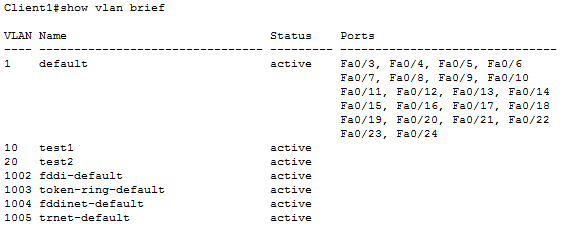 Client1#show vlan brief
VLAN Name                             Status    Ports
---- -------------------------------- --------- -------------------------------
1    default                          active    Fa0/3, Fa0/4, Fa0/5, Fa0/6
                                                Fa0/7, Fa0/8, Fa0/9, Fa0/10
                                                Fa0/11, Fa0/12, Fa0/13, Fa0/14
                                                Fa0/15, Fa0/16, Fa0/17, Fa0/18
                                                Fa0/19, Fa0/20, Fa0/21, Fa0/22
                                                Fa0/23, Fa0/24
10   test1                            active
20   test2                            active
1002 fddi-default                     active
1003 token-ring-default               active
1004 fddinet-default                  active
1005 trnet-default                    active